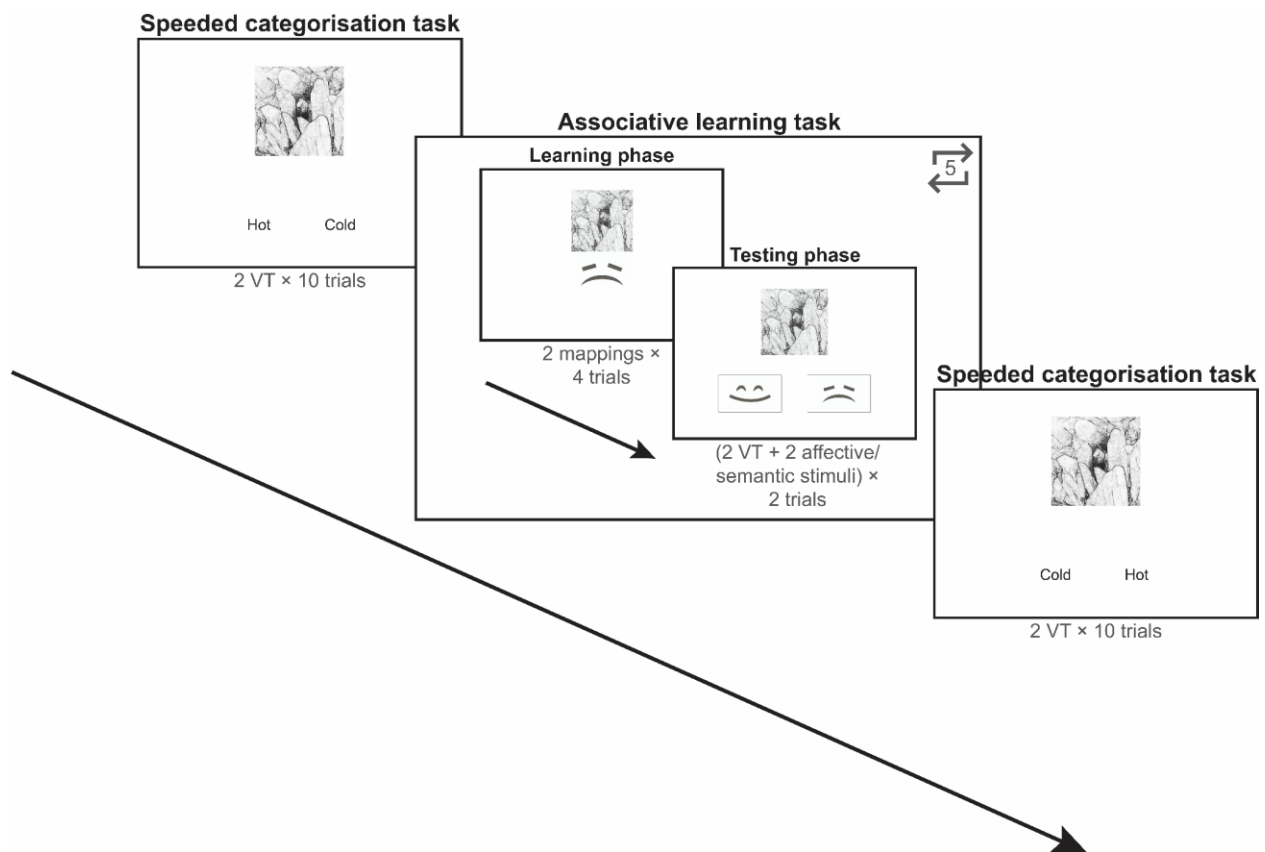 Speeded categorisation task
Hot Cold
2 VT × 10 trials
Associative learning task
5
Learning phase
2 mappings ×
4 trials
Testing phase
(2 VT + 2 affective/
semantic stimuli) ×
2 trials
Speeded categorisation task
Cold Hot
2 VT × 10 trials